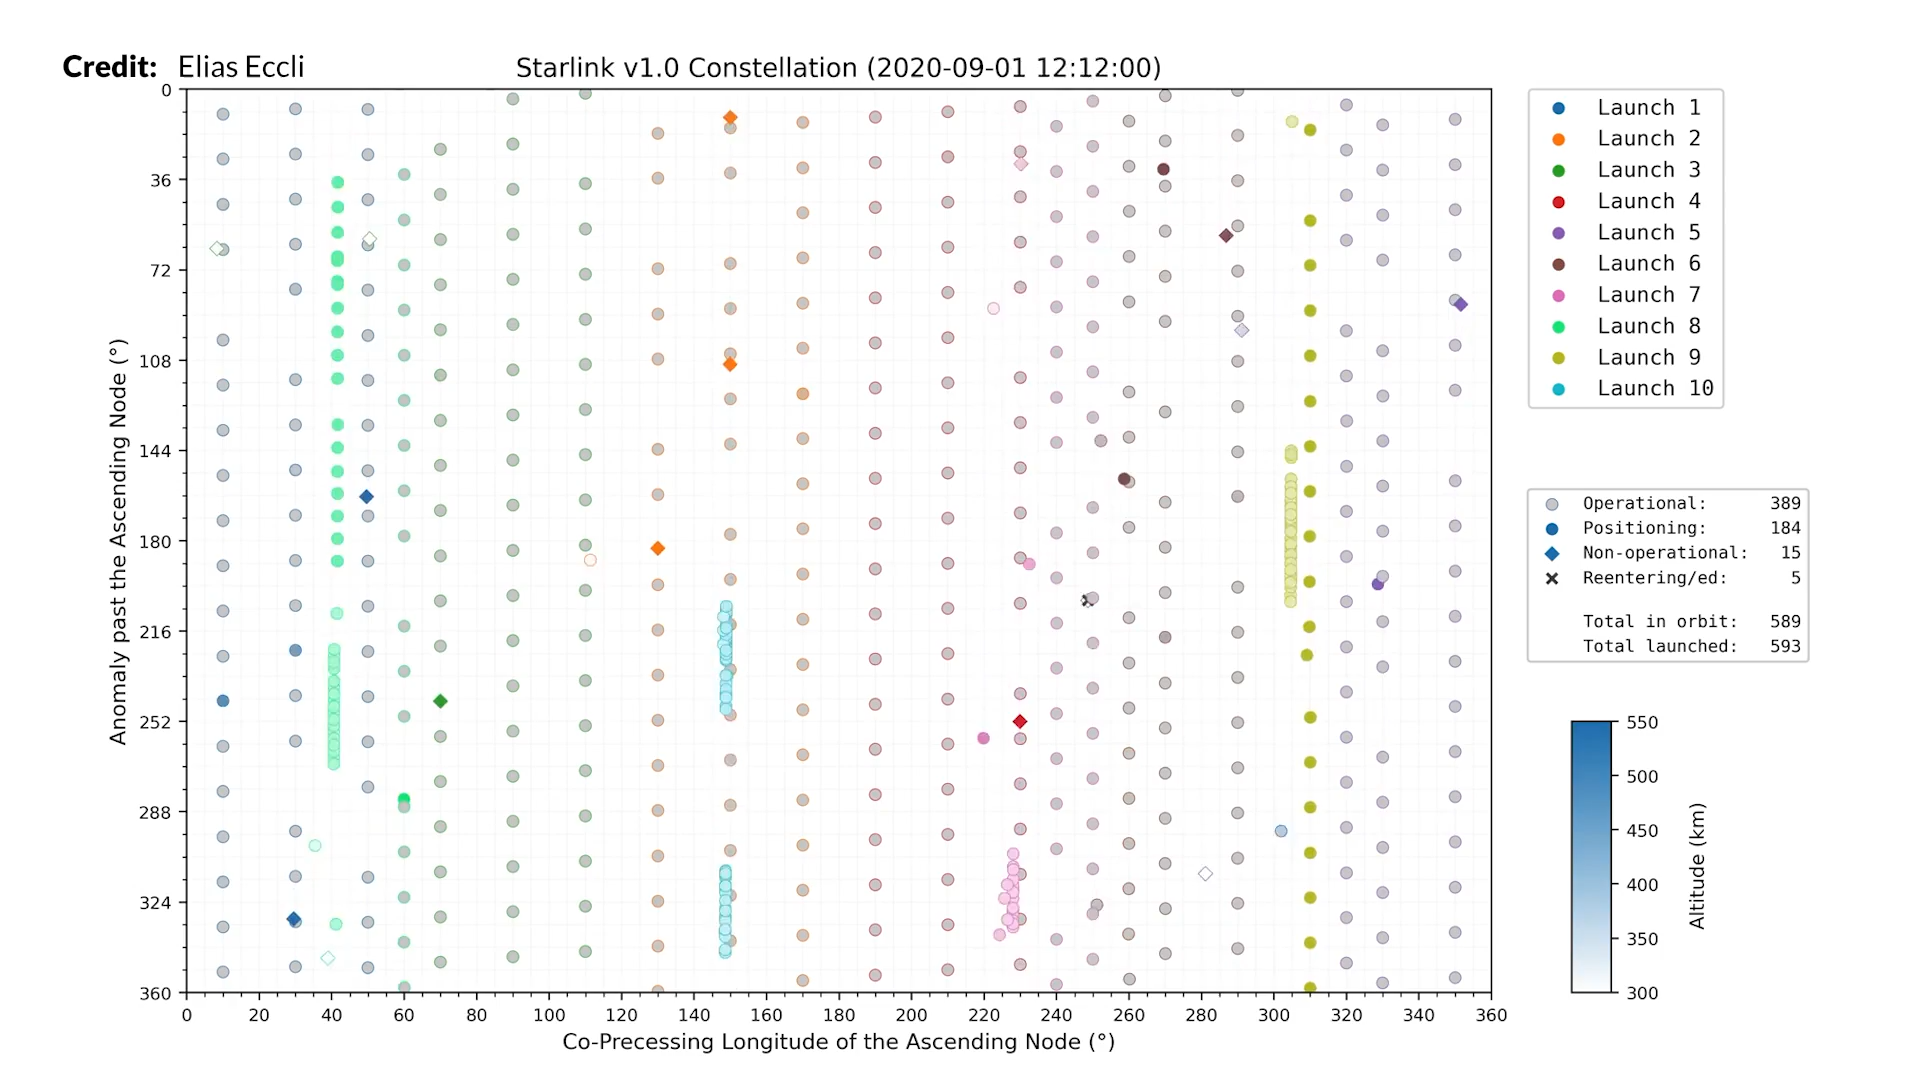 Credit: Elias Eccli
Starlink v1.0 Constellation (2020-09-01 12:12:00)
Anomaly past the Ascending Node (°)
0
36
72
108
144
180
216
252
288
324
360
0 20 40 60 80 100 120 140 160 180 200 220 240 260 280 300 320 340 360
Co-Precessing Longitude of the Ascending Node (°)
Launch 1
Launch 2
Launch 3
Launch 4
Launch 5
Launch 6
Launch 7
Launch 8
Launch 9
Launch 10
Operational: 389
Positioning: 184
Non-operational: 15
Reentering/ed: 5
Total in orbit: 589
Total launched: 593
550
500
450
400
350
300
Altitude (km)